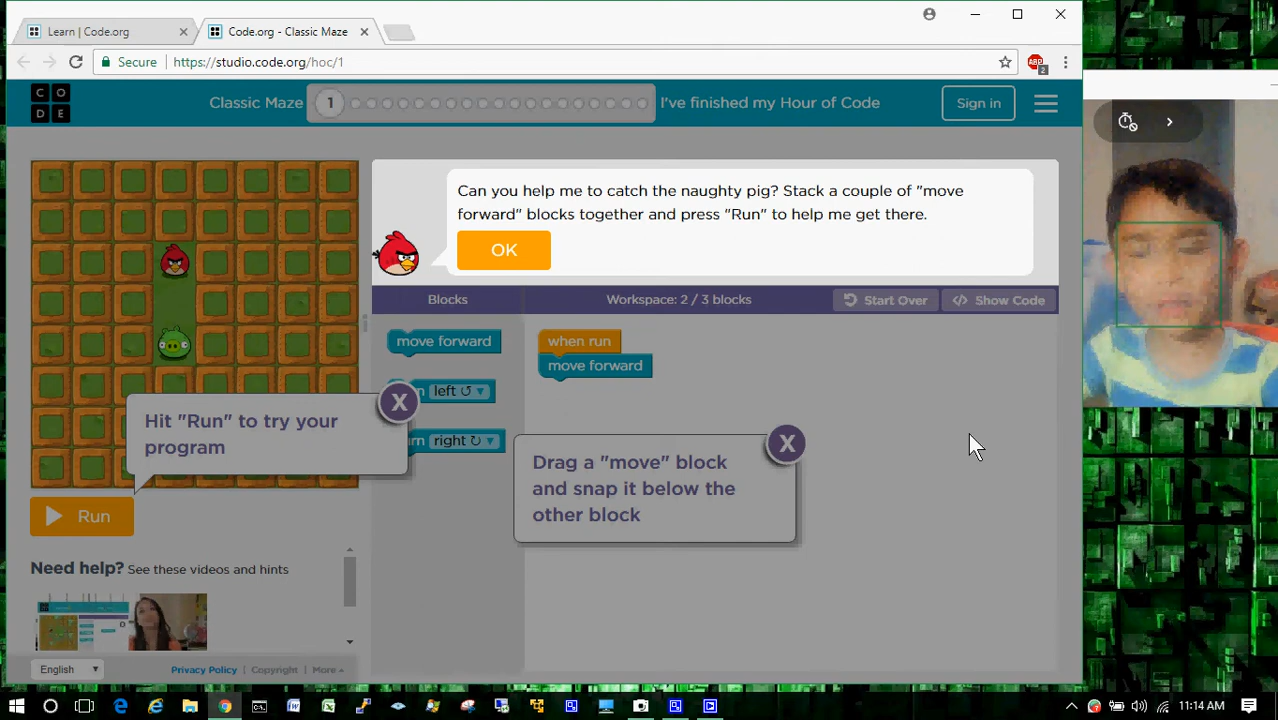 Learn | Code.org
Code.org - Classic Maze
Secure
https://studio.code.org/hoc/1
ABP
2
C O
D E
Classic Maze
1
I've finished my Hour of Code
Sign in
Can you help me to catch the naughty pig? Stack a couple of "move
forward" blocks together and press "Run" to help me get there.
OK
Blocks
Workspace: 2 / 3 blocks
Start Over
</> Show Code
move forward
when run
move forward
left
right
Hit "Run" to try your
program
X
Drag a "move" block
and snap it below the
other block
X
Run
Need help? See these videos and hints
English
Privacy Policy
Copyright
More
11:14 AM